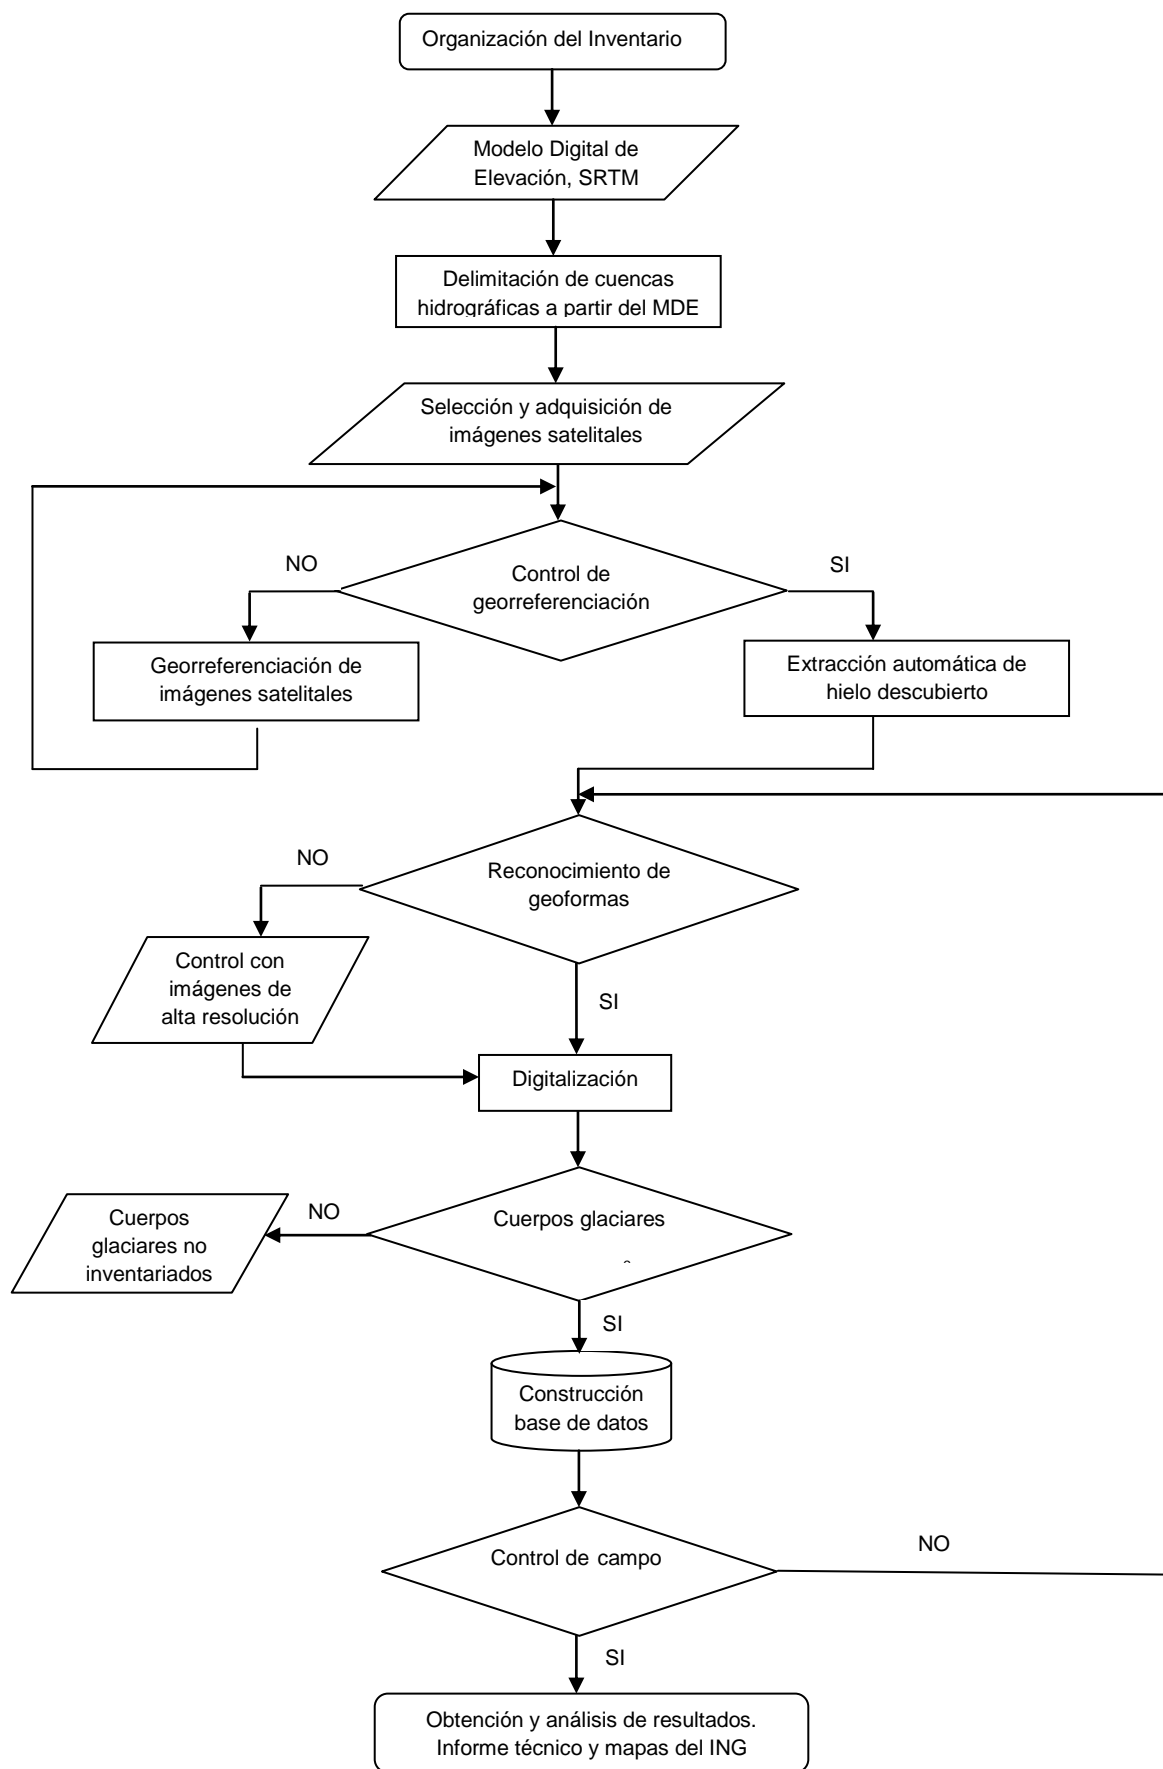 Organización del Inventario
Modelo Digital de
Elevación, SRTM
Delimitación de cuencas
hidrográficas a partir del MDE
Selección y adquisición de
imágenes satelitales
NO
SI
Control de
georreferenciación
Georreferenciación de
imágenes satelitales
Extracción automática de
hielo descubierto
NO
Reconocimiento de
geoformas
Control con
imágenes de
alta resolución
SI
Digitalización
NO
Cuerpos glaciares
Cuerpos
glaciares no
inventariados
SI
Construcción
base de datos
Control de campo
NO
SI
Obtención y análisis de resultados.
Informe técnico y mapas del ING